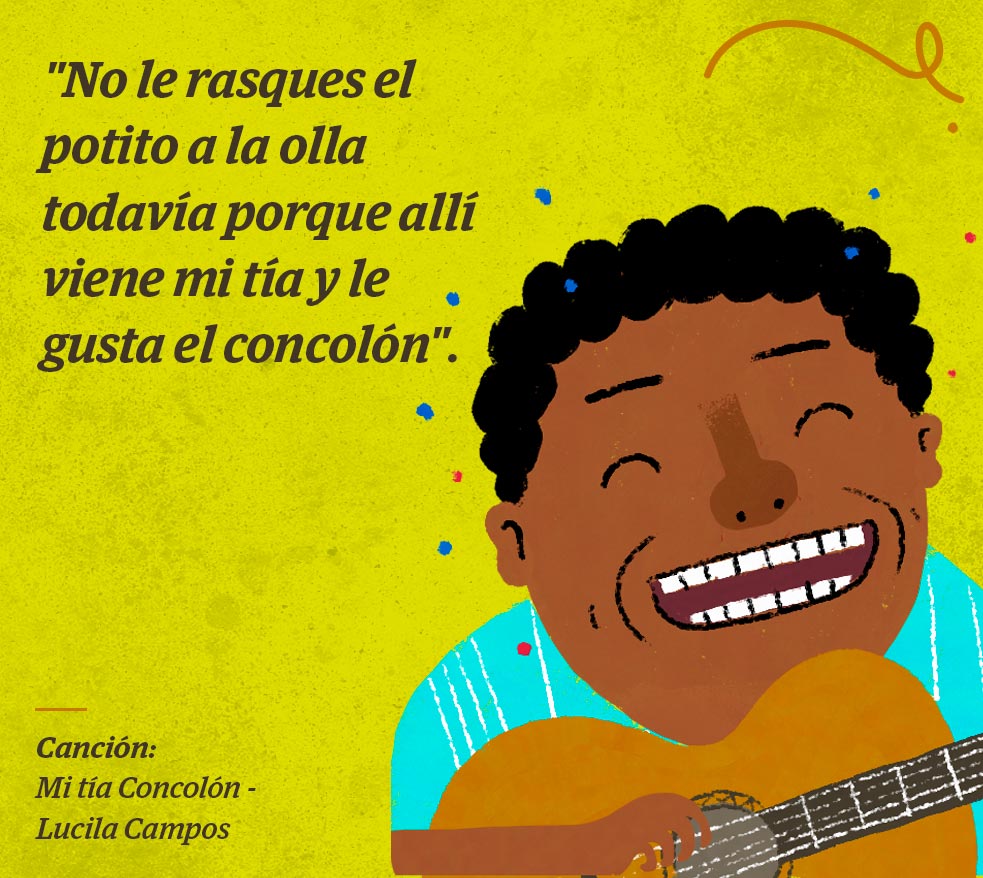 "No le rasques el
potito a la olla
todavía porque allí
viene mi tía y le
gusta el concolón".
Canción:
Mi tía Concolón -
Lucila Campos